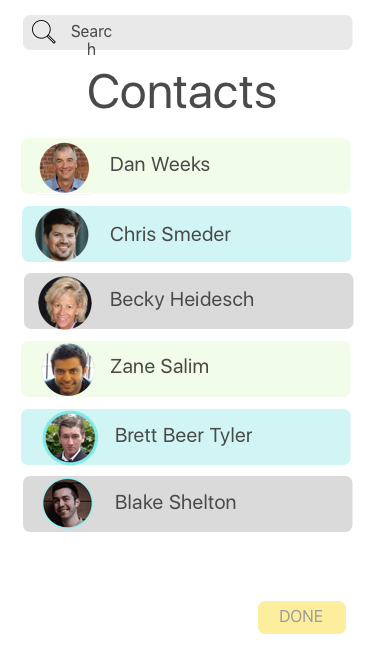 Searc
h
Contacts
Dan Weeks
Chris Smeder
Becky Heidesch
Zane Salim
Brett Beer Tyler
Blake Shelton
DONE